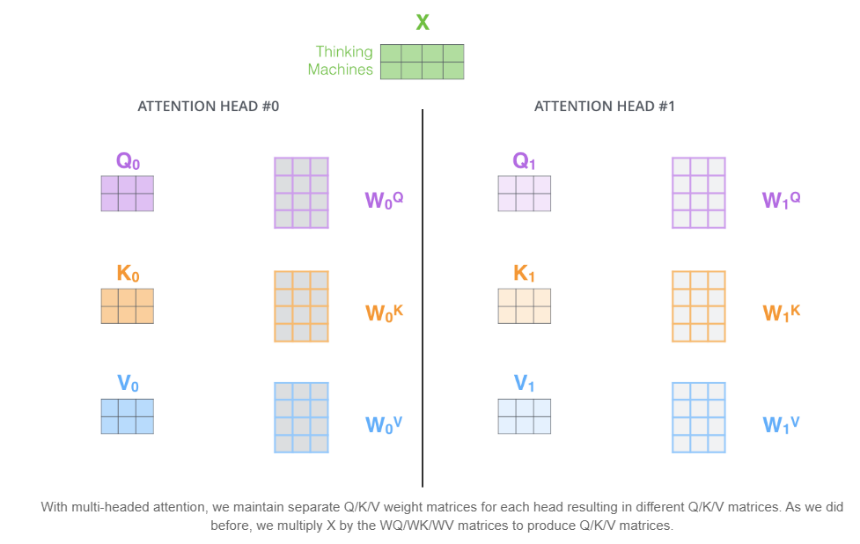 X
Thinking
Machines
ATTENTION HEAD #0
ATTENTION HEAD #1
Q₀
W₀Q
Q₁
W₁Q
K₀
W₀K
K₁
W₁K
V₀
W₀V
V₁
W₁V
With multi-headed attention, we maintain separate Q/K/V weight matrices for each head resulting in different Q/K/V matrices. As we did
before, we multiply X by the WQ/WK/WV matrices to produce Q/K/V matrices.